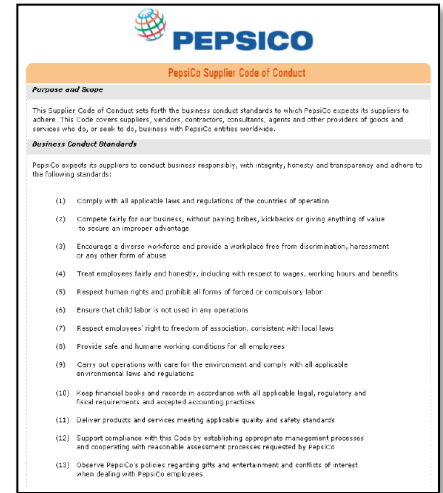 PEPSICO
PepsiCo Supplier Code of Conduct
Purpose and Scope
This Supplier Code of Conduct sets forth the business conduct standards to which PepsiCo expects its suppliers to
adhere. This Code covers suppliers, vendors, contractors, consultants, agents and other providers of goods and
services who do, or seek to do, business with PepsiCo entities worldwide.
Business Conduct Standards
PepsiCo expects its suppliers to conduct business responsibly, with integrity, honesty and transparency and adhere to
the following standards:
(1) Comply with all applicable laws and regulations of the countries of operation
(2) Compete fairly for our business, without paying bribes, kickbacks or giving anything of value
to secure an improper advantage
(3) Encourage a diverse workforce and provide a workplace free from discrimination, harassment
or any other form of abuse
(4) Treat employees fairly and honestly, including with respect to wages, working hours and benefits
(5) Respect human rights and prohibit all forms of forced or compulsory labor
(6) Ensure that child labor is not used in any operations
(7) Respect employees' right to freedom of association, consistent with local laws
(8) Provide safe and humane working conditions for all employees
(9) Carry out operations with care for the environment and comply with all applicable
environmental laws and regulations
(10) Keep financial books and records in accordance with all applicable legal, regulatory and
fiscal requirements and accepted accounting practices
(11) Deliver products and services meeting applicable quality and safety standards
(12) Support compliance with this Code by establishing appropriate management processes
and cooperating with reasonable assessment processes requested by PepsiCo
(13) Observe PepsiCo's policies regarding gifts and entertainment and conflicts of interest
when dealing with PepsiCo employees